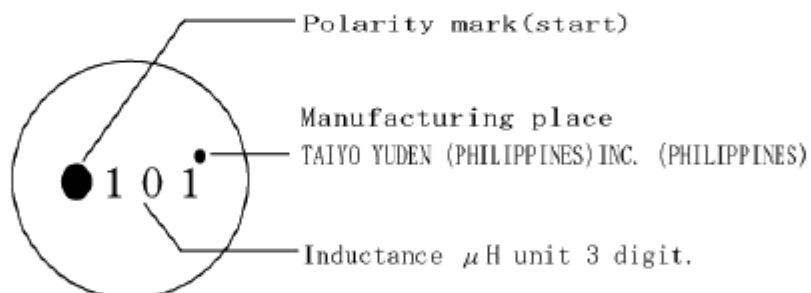 Polarity mark(start)
Manufacturing place
TAIYO YUDEN (PHILIPPINES)INC. (PHILIPPINES)
101
Inductance μH unit 3 digit.